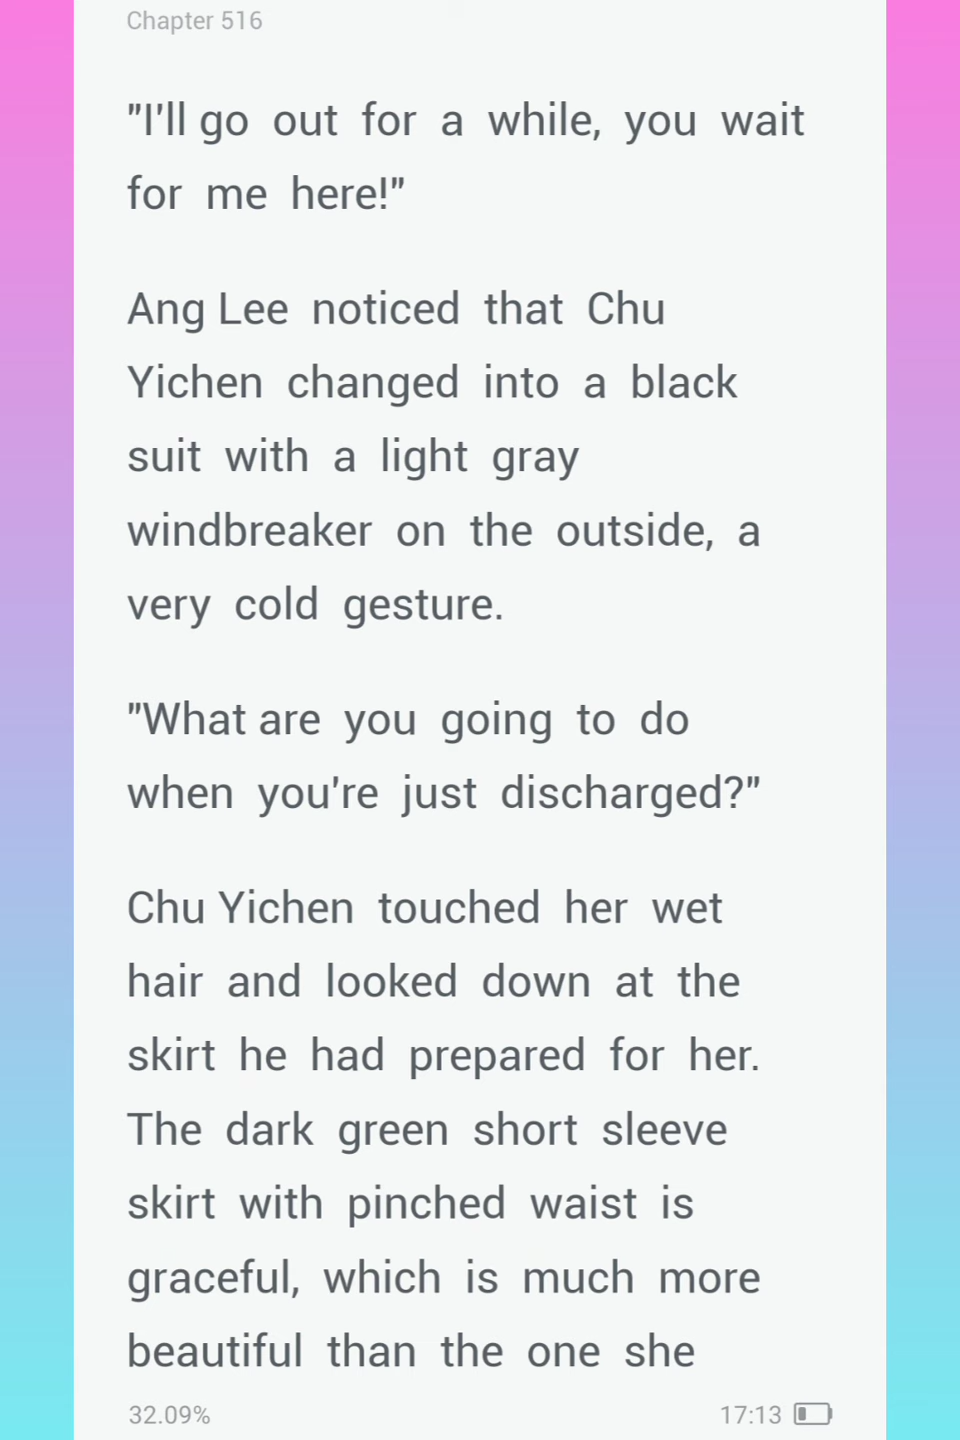 Chapter 516
"I'll go out for a while, you wait
for me here!"
Ang Lee noticed that Chu
Yichen changed into a black
suit with a light gray
windbreaker on the outside, a
very cold gesture.
"What are you going to do
when you're just discharged?"
Chu Yichen touched her wet
hair and looked down at the
skirt he had prepared for her.
The dark green short sleeve
skirt with pinched waist is
graceful, which is much more
beautiful than the one she
32.09%
17:13